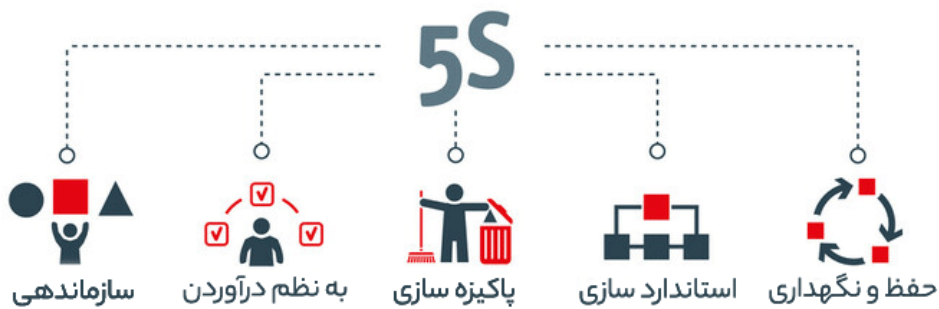 5S
سازماندهی
به نظم درآوردن
پاکیزه سازی
استاندارد سازی
حفظ و نگهداری